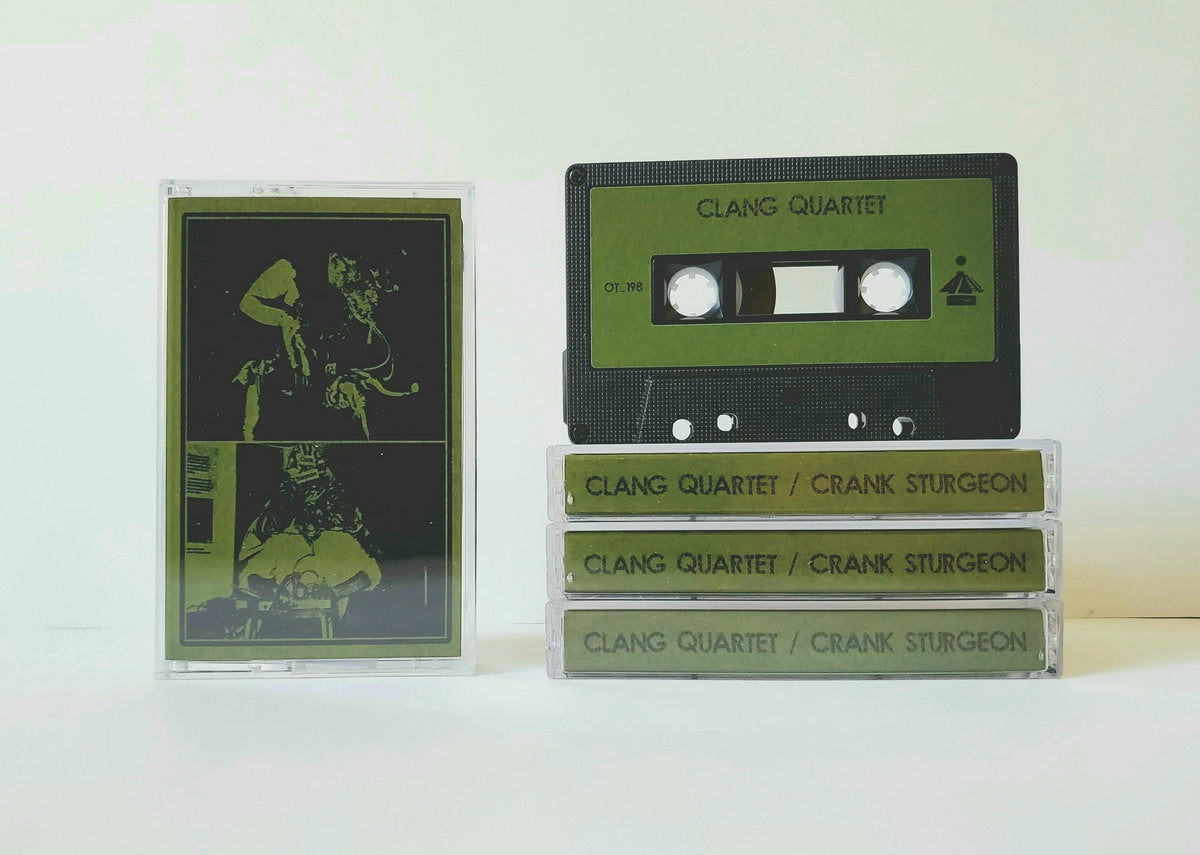 CLANG QUARTET
OT_198
CLANG QUARTET / CRANK STURGEON
CLANG QUARTET / CRANK STURGEON
CLANG QUARTET / CRANK STURGEON